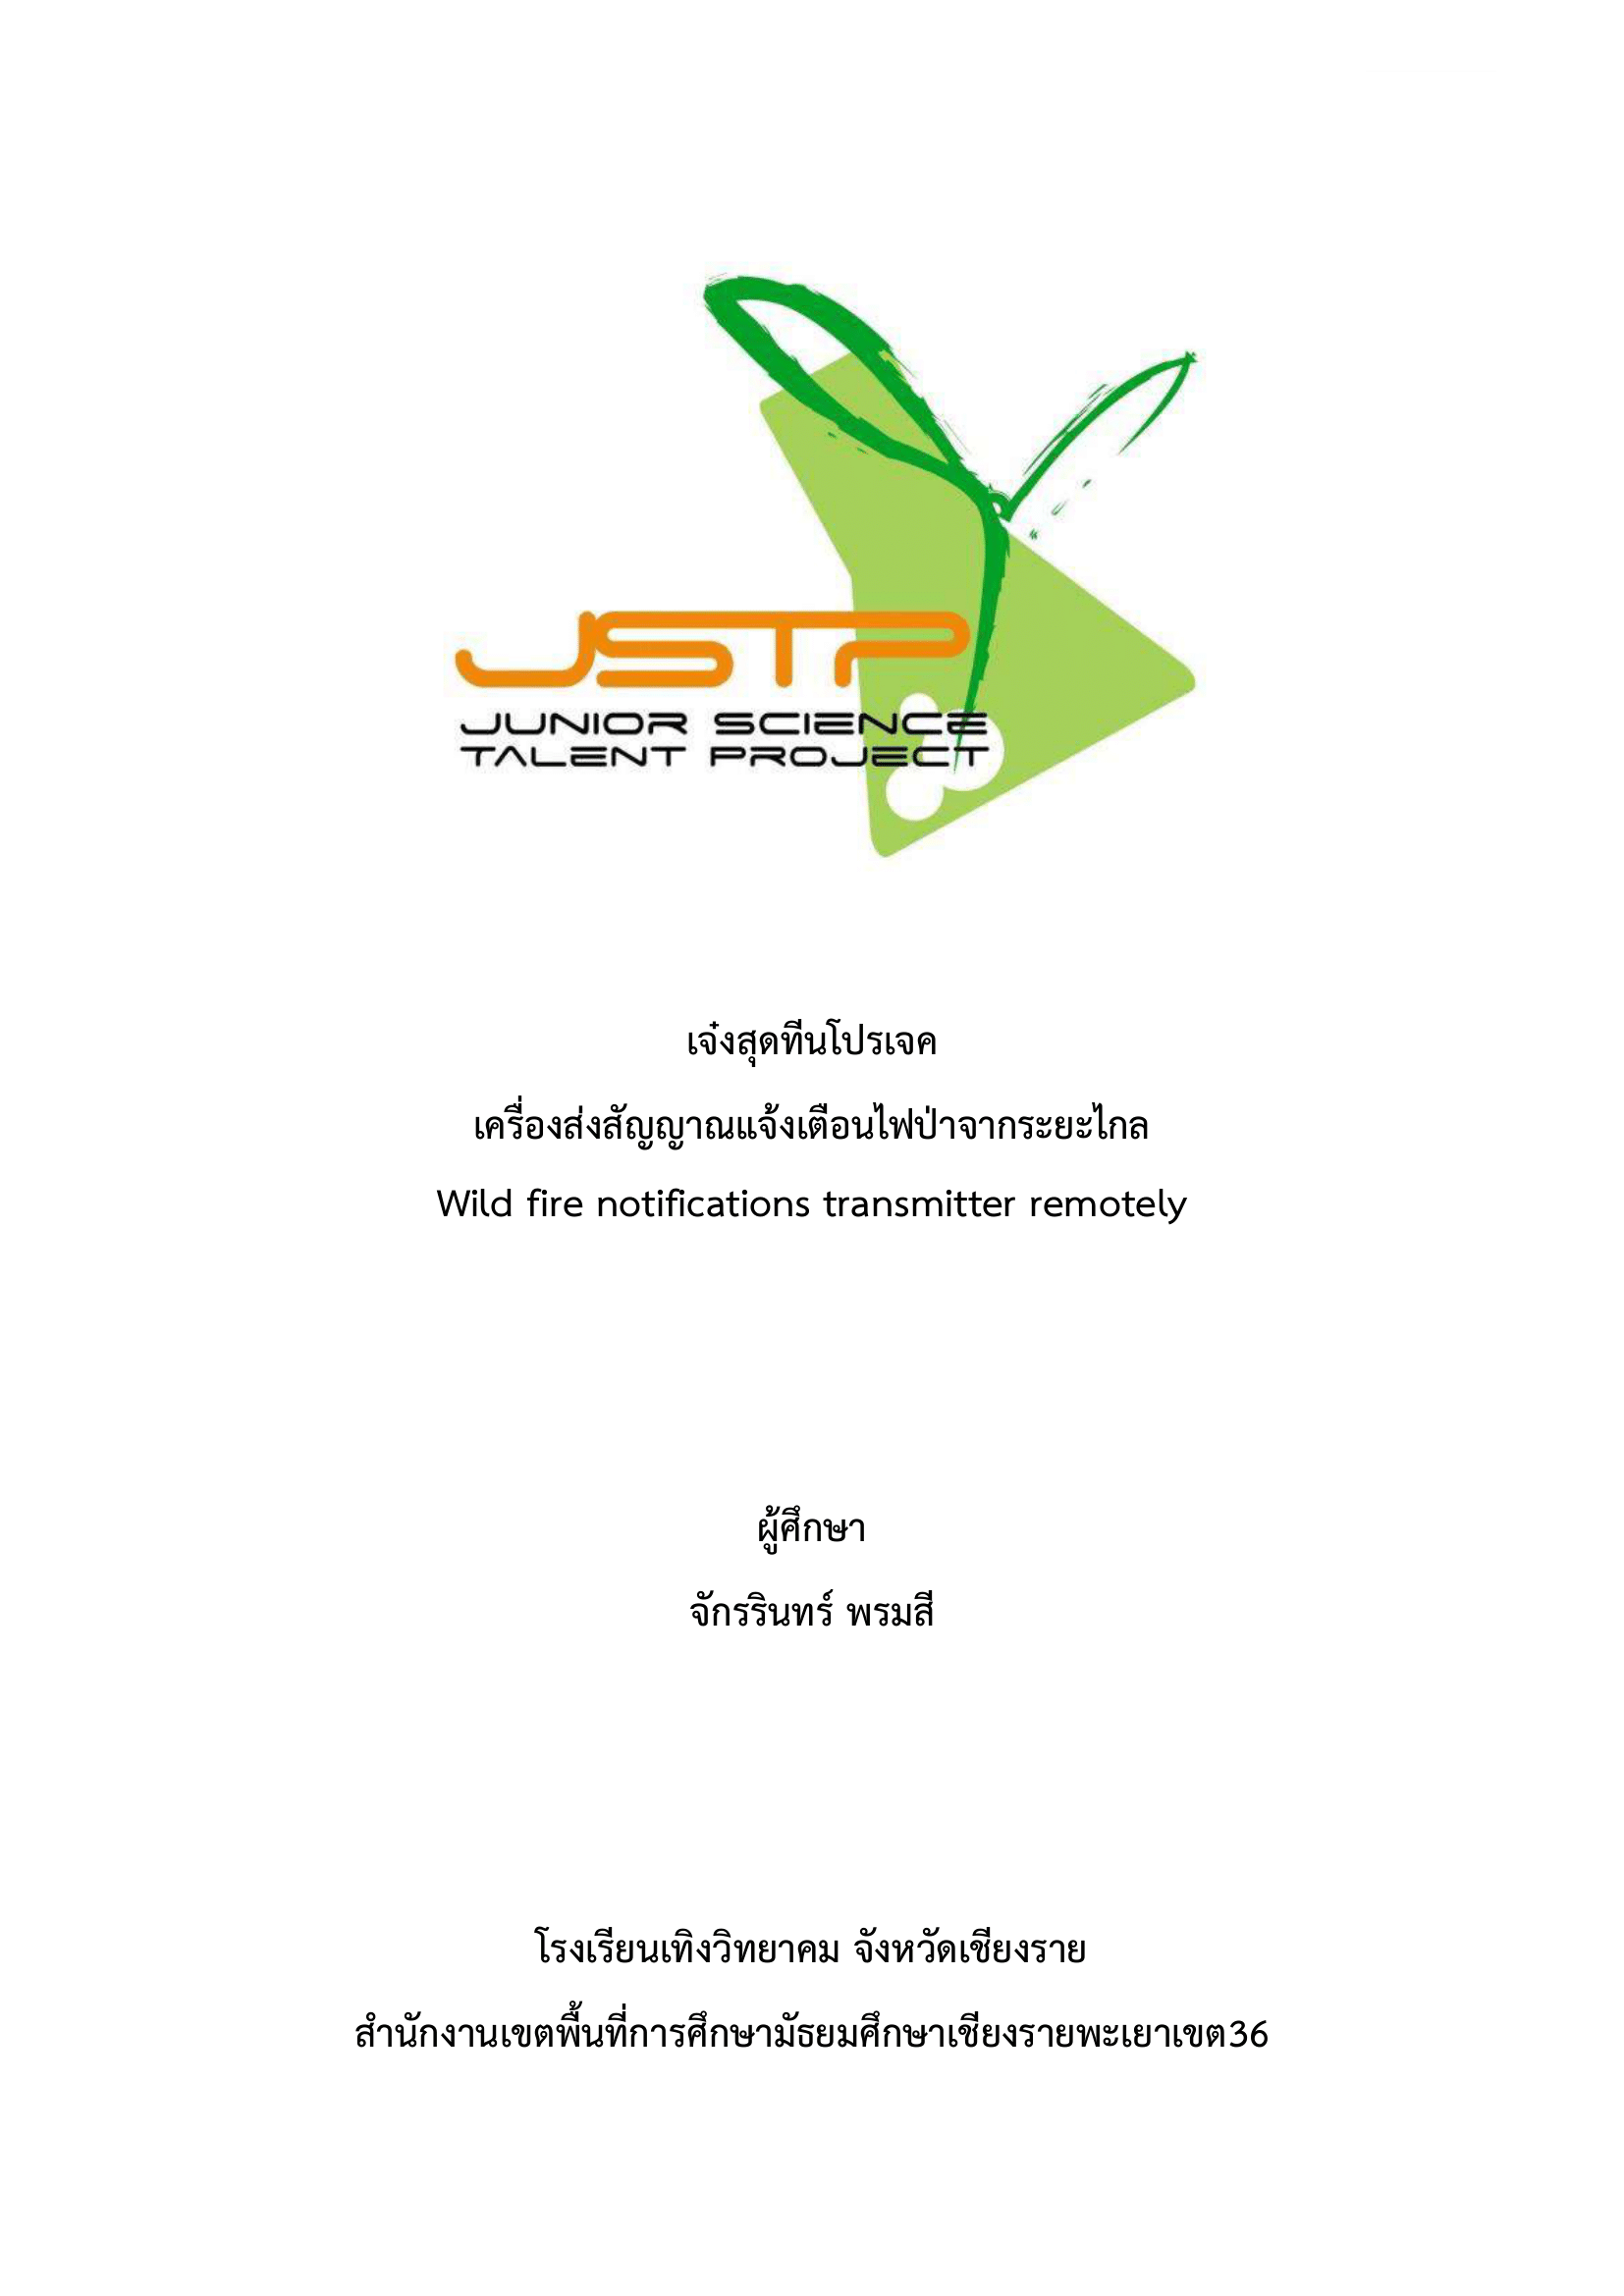 JSTP
JUNIOR SCIENCE
TALENT PROJECT
เจ๋งสุดทีนโปรเจค
เครื่องส่งสัญญาณแจ้งเตือนไฟป่าจากระยะไกล
Wild fire notifications transmitter remotely
ผู้ศึกษา
จักรรินทร์ พรมสี
โรงเรียนเทิงวิทยาคม จังหวัดเชียงราย
สำนักงานเขตพื้นที่การศึกษามัธยมศึกษาเชียงรายพะเยาเขต36